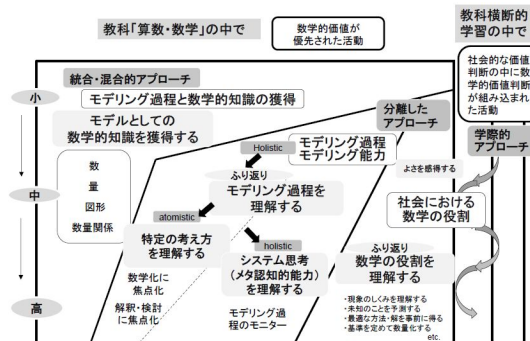 教科「算数・数学」の中で
数学的価値が
優先された活動
教科横断的
学習の中で
社会的な価値
判断の中に数
学的価値判断
が組み込まれ
た活動
統合・混合的アプローチ
小
モデリング過程と数学的知識の獲得
モデルとしての
数学的知識を獲得する
分離した
アプローチ
学際的
アプローチ
Holistic
モデリング過程
モデリング能力
数
量
図形
数量関係
よさを感得する
ふり返り
モデリング過程を
理解する
中
社会における
数学の役割
atomistic
特定の考え方
を理解する
holistic
システム思考
(メタ認知的能力)
を理解する
ふり返り
数学の役割を
理解する
数学化に
焦点化
解釈・検討
に焦点化
モデリング過
程のモニター
高
・現象のしくみを理解する
・未知のことを予測する
・最適な方法・解を事前に得る
・基準を定めて数量化する
etc.